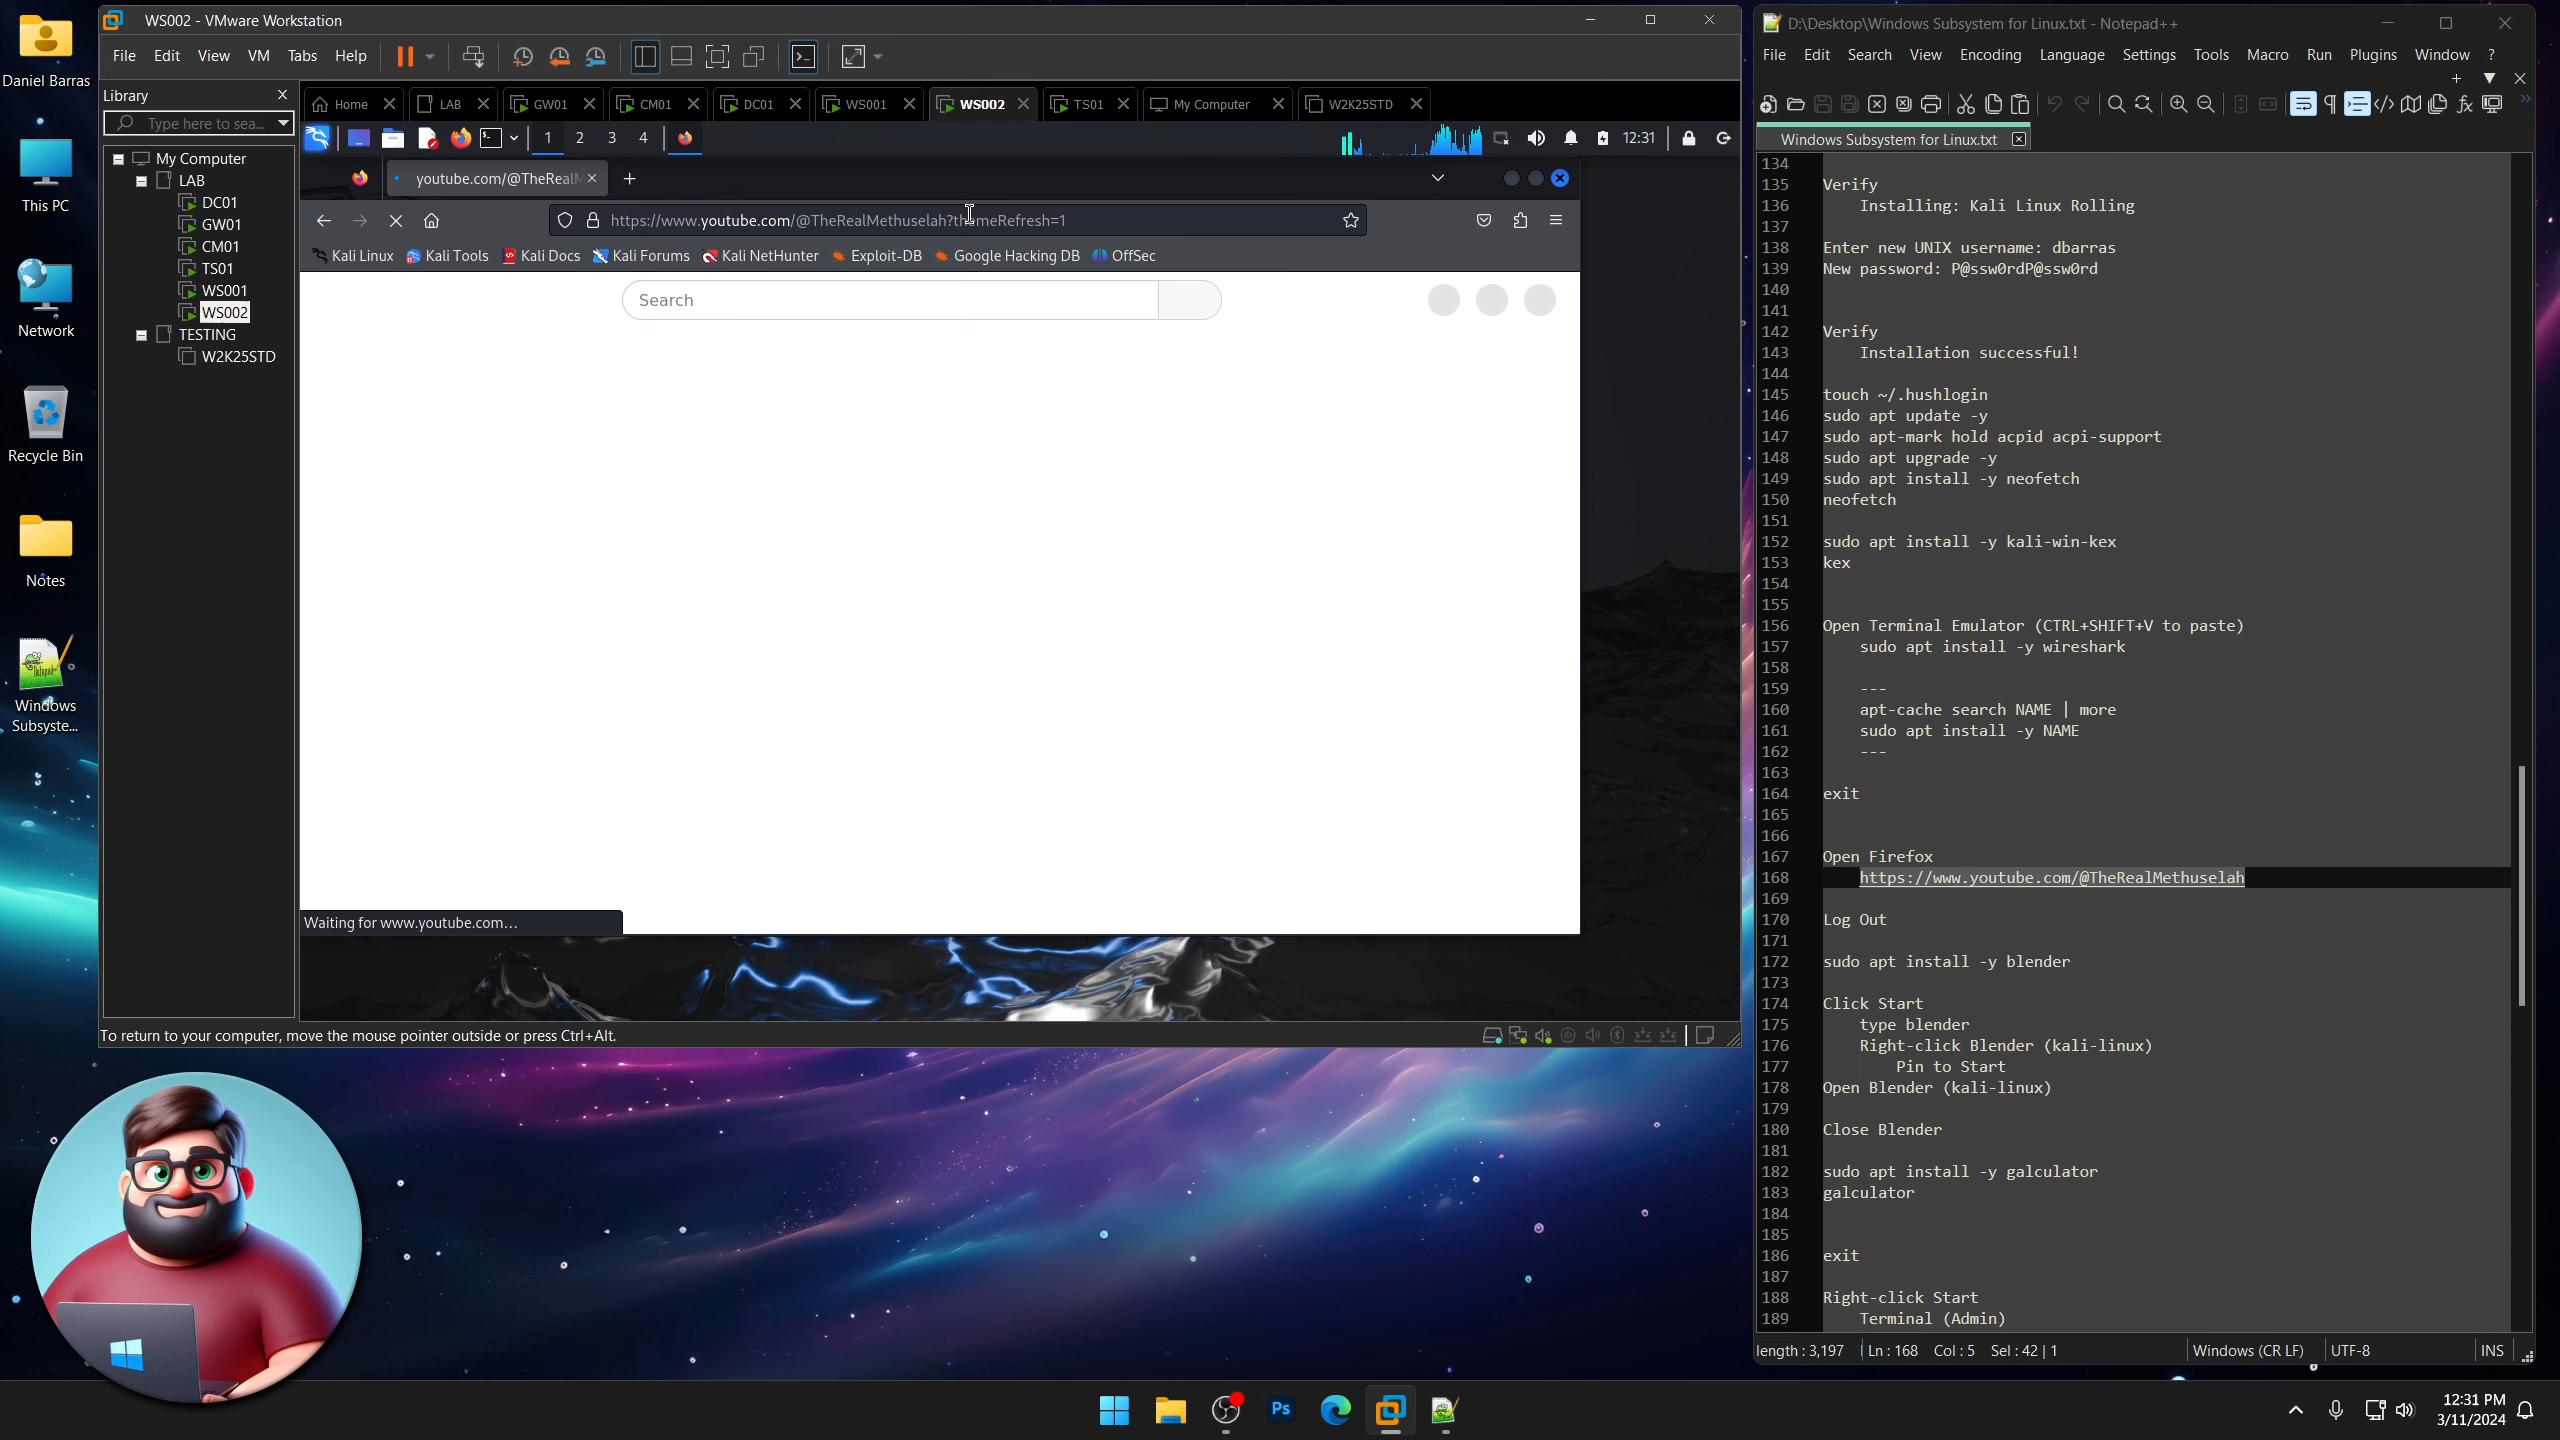 WS002 - VMware Workstation
File Edit View VM Tabs Help
Library
Type here to sea...
My Computer
LAB
DC01
GW01
CM01
TS01
WS001
WS002
TESTING
W2K25STD
Home LAB GW01 CM01 DC01 WS001 WS002 TS01 My Computer W2K25STD
1 2 3 4 12:31
youtube.com/@TheRealM
https://www.youtube.com/@TheRealMethuselah?themeRefresh=1
Kali Linux Kali Tools Kali Docs Kali Forums Kali NetHunter Exploit-DB Google Hacking DB OffSec
Search
Waiting for www.youtube.com...
To return to your computer, move the mouse pointer outside or press Ctrl+Alt.
Daniel Barras
This PC
Network
Recycle Bin
Notes
Windows
Subsyste...
D:\Desktop\Windows Subsystem for Linux.txt - Notepad++
File Edit Search View Encoding Language Settings Tools Macro Run Plugins Window ?
Windows Subsystem for Linux.txt
134
135 Verify
136 Installing: Kali Linux Rolling
137
138 Enter new UNIX username: dbarras
139 New password: P@ssw0rdP@ssw0rd
140
141
142 Verify
143 Installation successful!
144
145 touch ~/.hushlogin
146 sudo apt update -y
147 sudo apt-mark hold acpid acpi-support
148 sudo apt upgrade -y
149 sudo apt install -y neofetch
150 neofetch
151
152 sudo apt install -y kali-win-kex
153 kex
154
155
156 Open Terminal Emulator (CTRL+SHIFT+V to paste)
157 sudo apt install -y wireshark
158
159 ---
160 apt-cache search NAME | more
161 sudo apt install -y NAME
162 ---
163
164 exit
165
166
167 Open Firefox
168 https://www.youtube.com/@TheRealMethuselah
169
170 Log Out
171
172 sudo apt install -y blender
173
174 Click Start
175 type blender
176 Right-click Blender (kali-linux)
177 Pin to Start
178 Open Blender (kali-linux)
179
180 Close Blender
181
182 sudo apt install -y galculator
183 galculator
184
185
186 exit
187
188 Right-click Start
189 Terminal (Admin)
length : 3,197 Ln : 168 Col : 5 Sel : 42 | 1 Windows (CR LF) UTF-8 INS
Ps
12:31 PM
3/11/2024